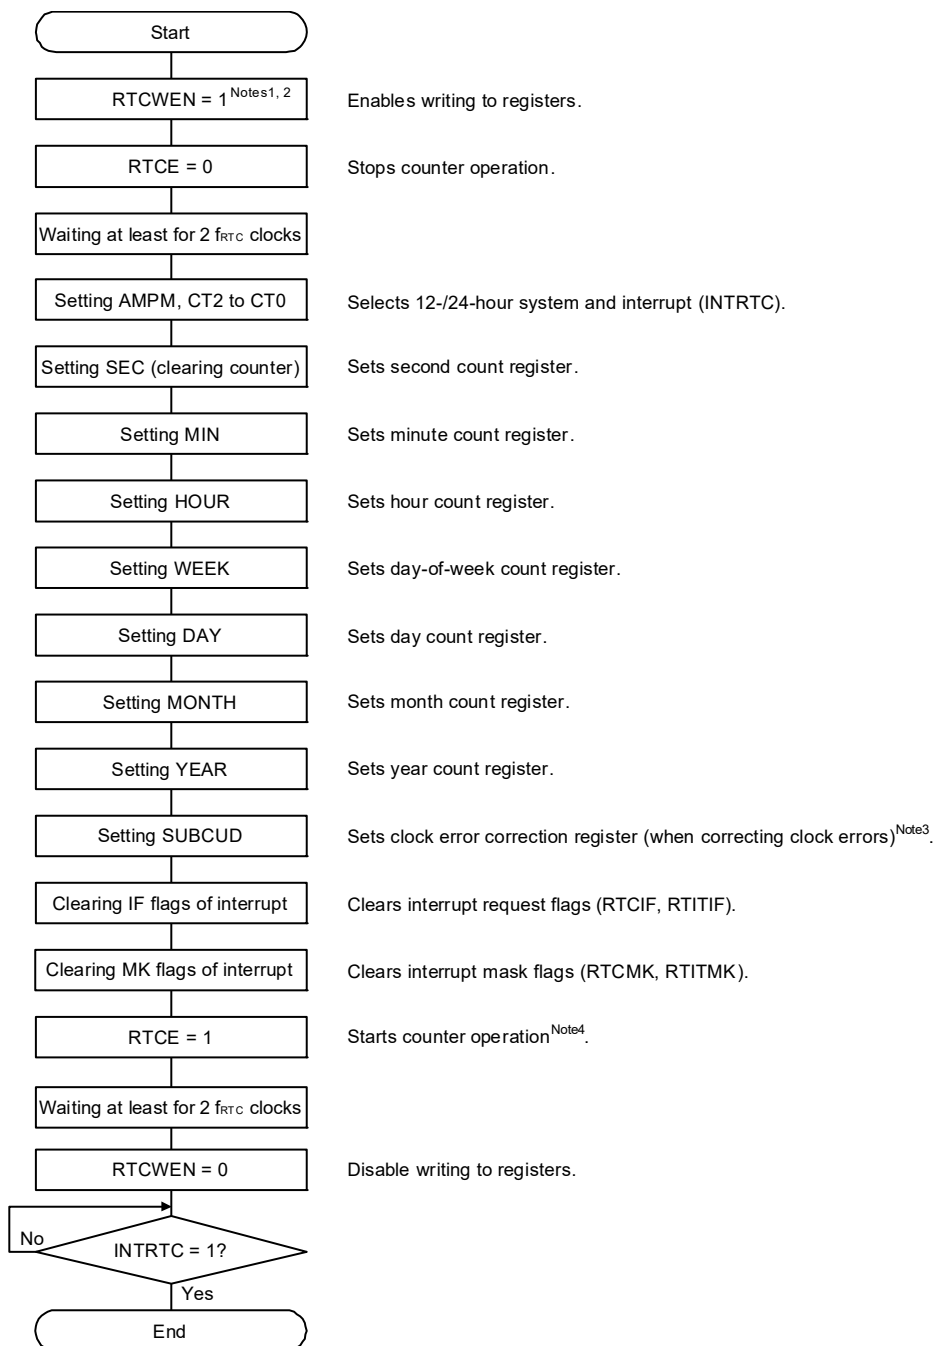 Start
RTCWEN = 1 Notes1, 2 Enables writing to registers.
RTCE = 0 Stops counter operation.
Waiting at least for 2 fRTC clocks
Setting AMPM, CT2 to CT0 Selects 12-/24-hour system and interrupt (INTRTC).
Setting SEC (clearing counter) Sets second count register.
Setting MIN Sets minute count register.
Setting HOUR Sets hour count register.
Setting WEEK Sets day-of-week count register.
Setting DAY Sets day count register.
Setting MONTH Sets month count register.
Setting YEAR Sets year count register.
Setting SUBCUD Sets clock error correction register (when correcting clock errors)Note3.
Clearing IF flags of interrupt Clears interrupt request flags (RTCIF, RTITIF).
Clearing MK flags of interrupt Clears interrupt mask flags (RTCMK, RTITMK).
RTCE = 1 Starts counter operationNote4.
Waiting at least for 2 fRTC clocks
RTCWEN = 0 Disable writing to registers.
No
INTRTC = 1?
Yes
End